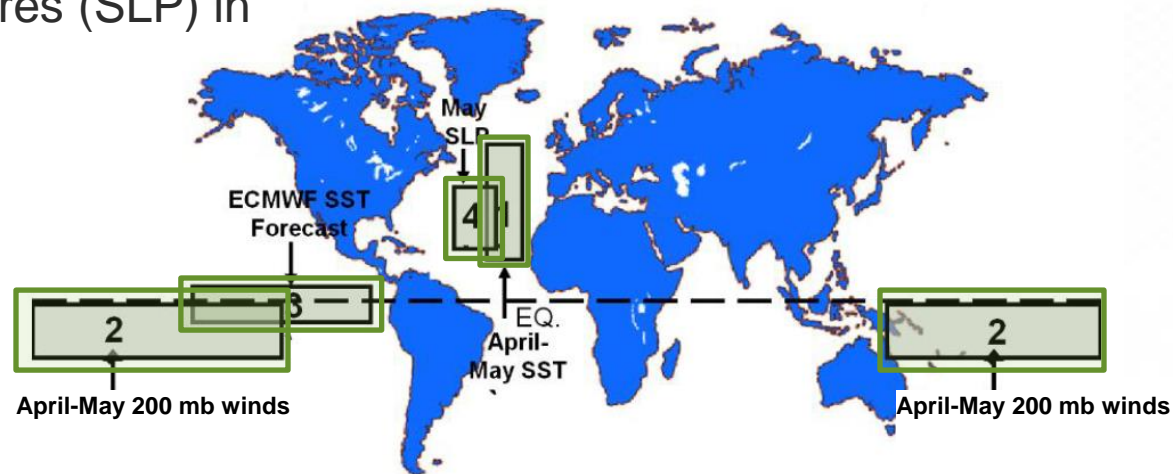 res (SLP) in
May
SLP
ECMWF SST
Forecast
4
1
3
2
2
EQ.
April-
May SST
April-May 200 mb winds
April-May 200 mb winds